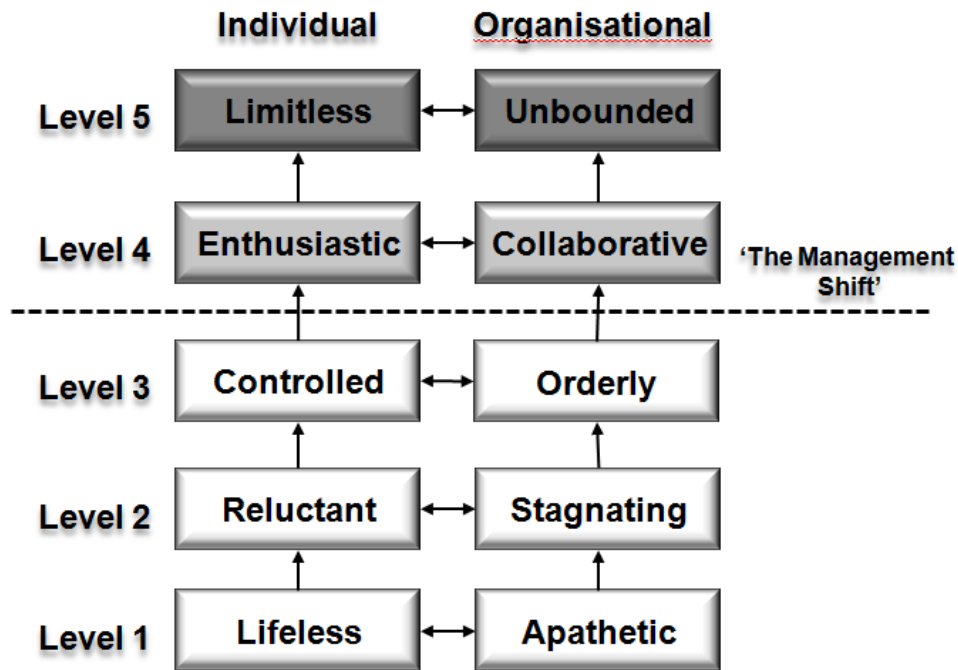 Individual Organisational
Level 5 Limitless Unbounded
Level 4 Enthusiastic Collaborative
‘The Management
Shift’
Level 3 Controlled Orderly
Level 2 Reluctant Stagnating
Level 1 Lifeless Apathetic